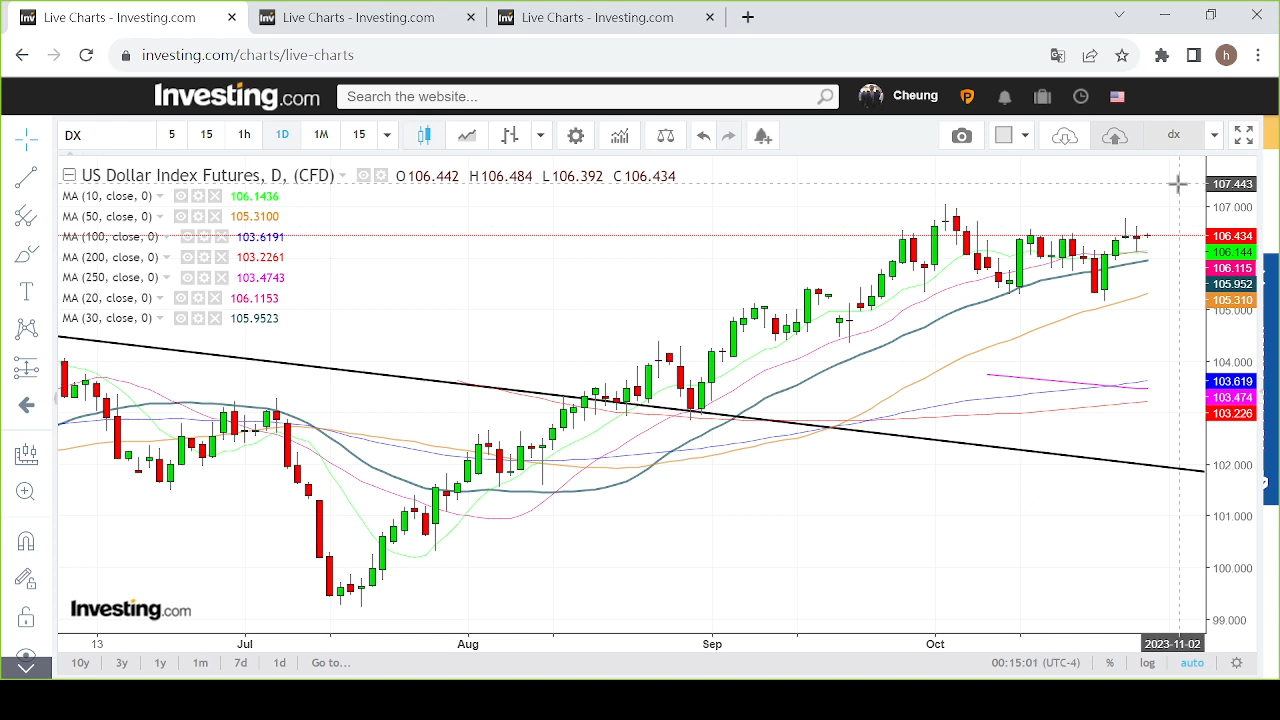 Live Charts - Investing.com Live Charts - Investing.com Live Charts - Investing.com
investing.com/charts/live-charts h
Investing.com Search the website... Cheung
DX 5 15 1h 1D 1M 15 dx
US Dollar Index Futures, D, (CFD) O106.442 H106.484 L106.392 C106.434
MA (10, close, 0) 106.1436
MA (50, close, 0) 105.3100
MA (100, close, 0) 103.6191
MA (200, close, 0) 103.2261
MA (250, close, 0) 103.4743
MA (20, close, 0) 106.1153
MA (30, close, 0) 105.9523
107.443
107.000
106.434
106.144
106.115
105.952
105.310
105.000
104.000
103.619
103.474
103.226
102.000
101.000
100.000
99.000
Investing.com
13 Jul Aug Sep Oct 2023-11-02
10y 3y 1y 1m 7d 1d Go to... 00:15:01 (UTC-4) % log auto